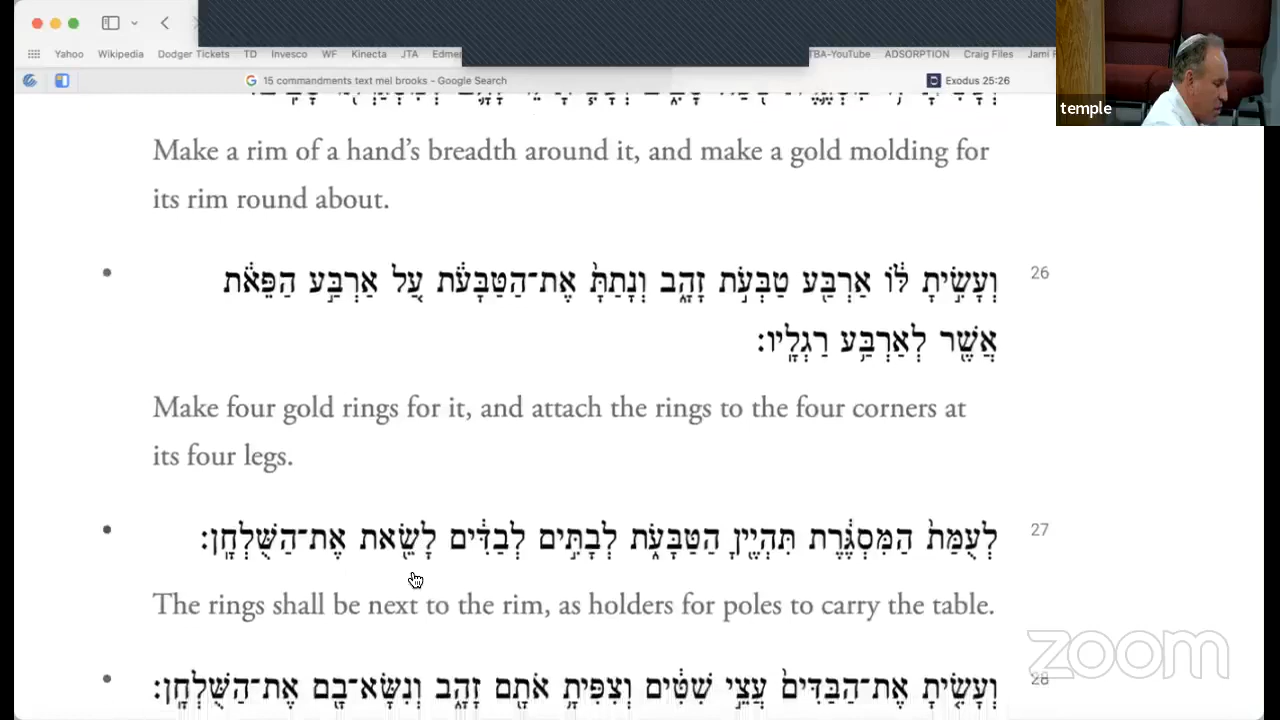 Yahoo Wikipedia Dodger Tickets TD Invesco WF Kinecta JTA TBA-YouTube ADSORPTION Craig Files
15 commandments text mel brooks - Google Search Exodus 25:26
temple
Make a rim of a hand’s breadth around it, and make a gold molding for
its rim round about.
26
וְעָשִׂ֣יתָ לּ֔וֹ אַרְבַּ֖ע טַבְּעֹ֣ת זָהָ֑ב וְנָתַתָּ֙ אֶת־הַטַּבָּעֹ֔ת עַ֚ל אַרְבַּ֣ע הַפֵּאֹ֔ת
אֲשֶׁ֖ר לְאַרְבַּ֥ע רַגְלָֽיו׃
Make four gold rings for it, and attach the rings to the four corners at
its four legs.
27
לְעֻמַּת֙ הַמִּסְגֶּ֔רֶת תִּהְיֶ֖יןָ הַטַּבָּעֹ֑ת לְבָתִּ֣ים לְבַדִּ֔ים לָשֵׂ֖את אֶת־הַשֻּׁלְחָֽן׃
The rings shall be next to the rim, as holders for poles to carry the table.
28
וְעָשִׂ֤יתָ אֶת־הַבַּדִּים֙ עֲצֵ֣י שִׁטִּ֔ים וְצִפִּיתָ֥ אֹתָ֖ם זָהָ֑ב וְנִשָּׂא־בָ֖ם אֶת־הַשֻּׁלְחָֽן׃
zoom